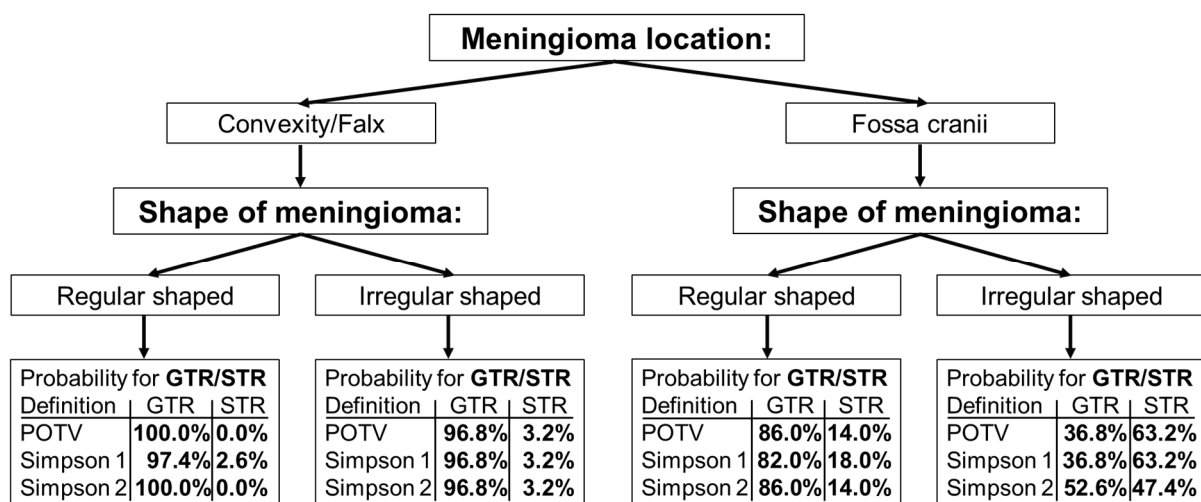 Meningioma location:
Convexity/Falx
Fossa cranii
Shape of meningioma:
Shape of meningioma:
Regular shaped
Irregular shaped
Regular shaped
Irregular shaped
Probability for GTR/STR
Definition GTR STR
POTV 100.0% 0.0%
Simpson 1 97.4% 2.6%
Simpson 2 100.0% 0.0%
Probability for GTR/STR
Definition GTR STR
POTV 96.8% 3.2%
Simpson 1 96.8% 3.2%
Simpson 2 96.8% 3.2%
Probability for GTR/STR
Definition GTR STR
POTV 86.0% 14.0%
Simpson 1 82.0% 18.0%
Simpson 2 86.0% 14.0%
Probability for GTR/STR
Definition GTR STR
POTV 36.8% 63.2%
Simpson 1 36.8% 63.2%
Simpson 2 52.6% 47.4%